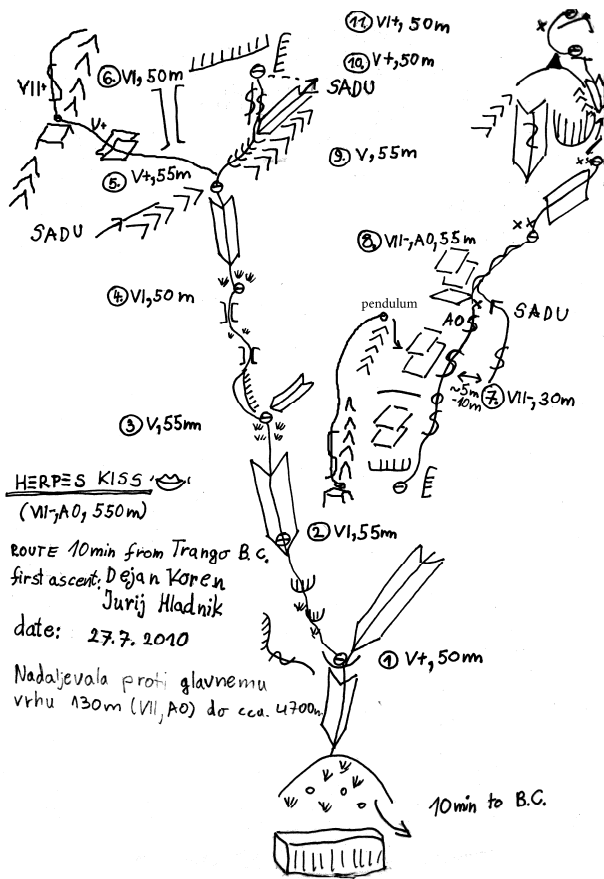 11. VI+, 50m
10. V+, 50m
SADU
9. V, 55m
6. VI, 50m
VII+
V+
5. V+, 55m
SADU
8. VII-, A0, 55m
4. VI, 50m
pendulum
A0
SADU
~5m
-10m
7. VII-, 30m
3. V, 55m
HERPES KISS
(VII-, A0, 550m)
2. VI, 55m
ROUTE 10min from Trango B.C.
first ascent: Dejan Koren
Jurij Hladnik
date: 27.7. 2010
1. V+, 50m
Nadaljevala proti glavnemu
vrhu 130m (VII, A0) do cca. 4700m.
10min to B.C.